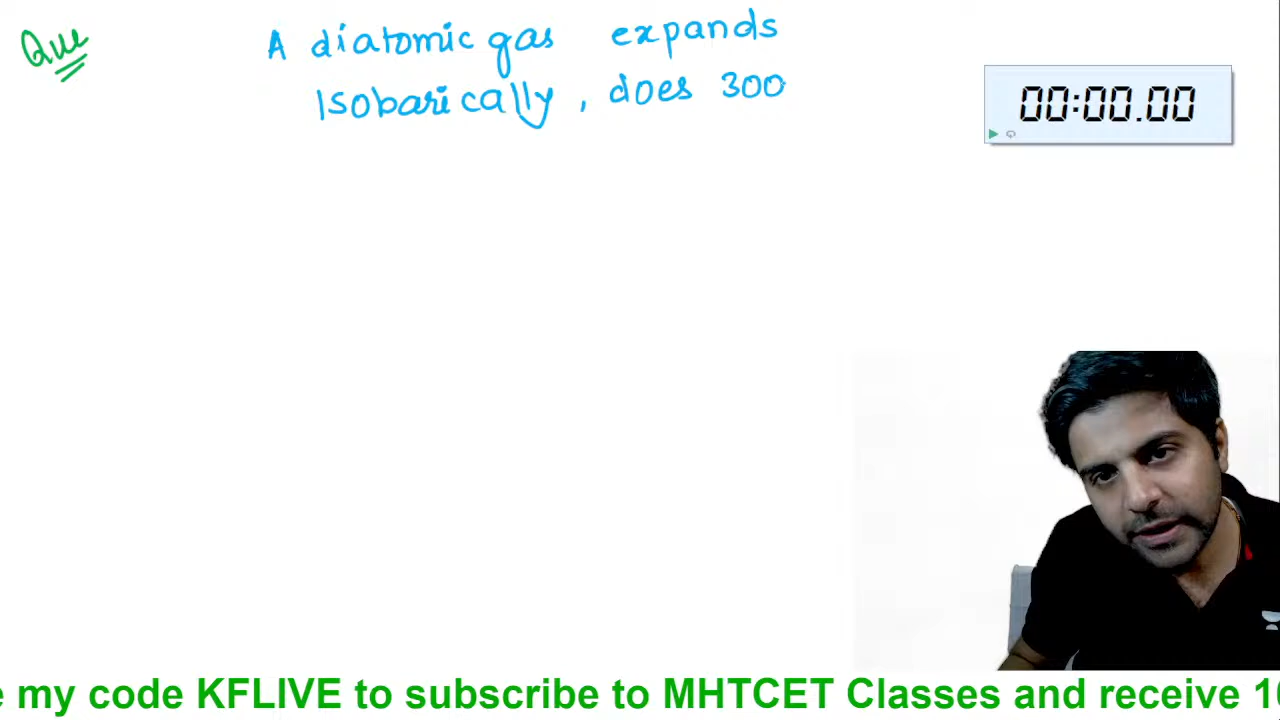 Que
A diatomic gas expands
Isobarically, does 300
00:00.00
e my code KFLIVE to subscribe to MHTCET Classes and receive 10